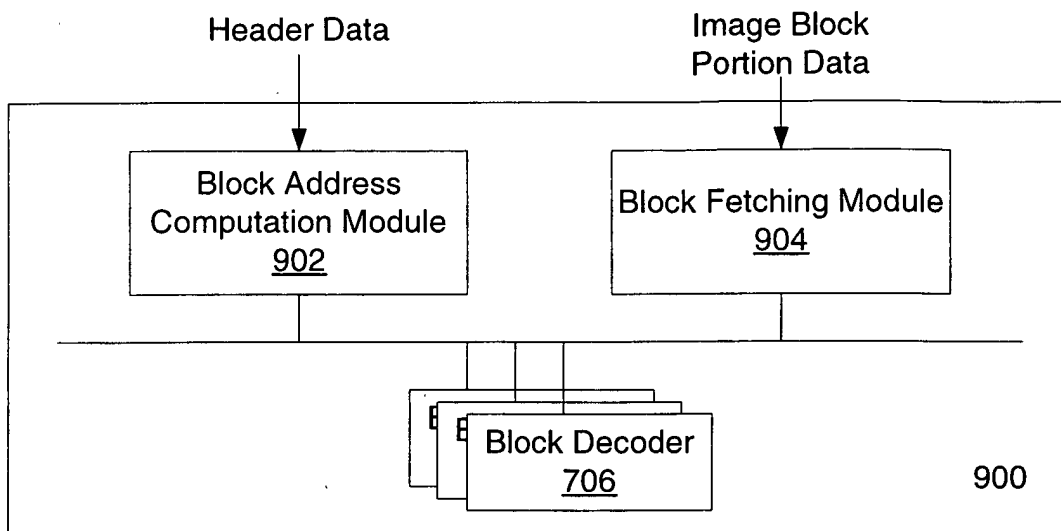 Header Data
Image Block
Portion Data
Block Address
Computation Module
902
Block Fetching Module
904
Block Decoder
706
900